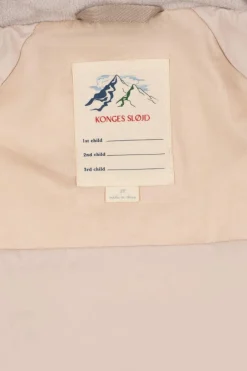 KONGES SLØJD
1st child
2nd child
3rd child